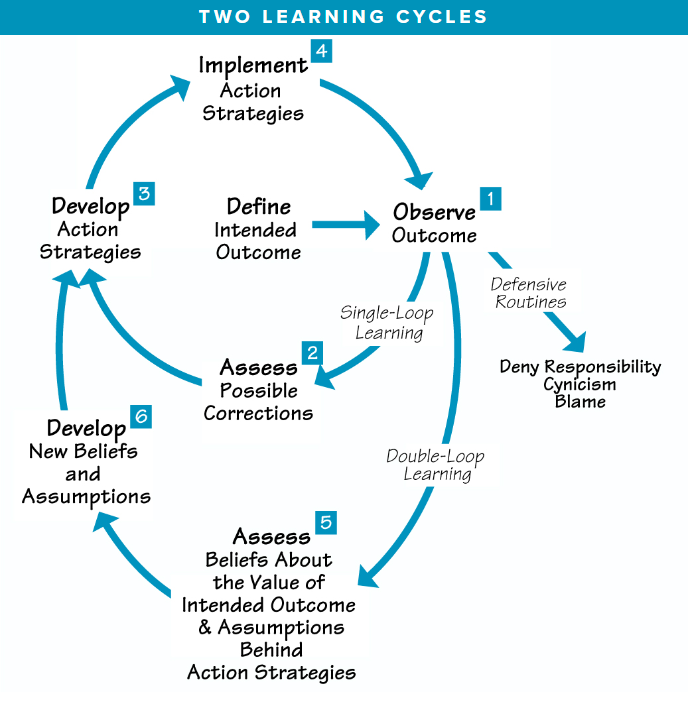 TWO LEARNING CYCLES
4
Implement
Action
Strategies
3
Develop
Action
Strategies
Define
Intended
Outcome
1
Observe
Outcome
Defensive
Routines
Deny Responsibility
Cynicism
Blame
Single-Loop
Learning
2
Assess
Possible
Corrections
6
Develop
New Beliefs
and
Assumptions
Double-Loop
Learning
5
Assess
Beliefs About
the Value of
Intended Outcome
& Assumptions
Behind
Action Strategies